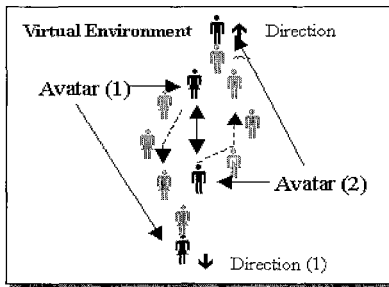 Virtual Environment
Direction
Avatar (1)
Avatar (2)
Direction (1)